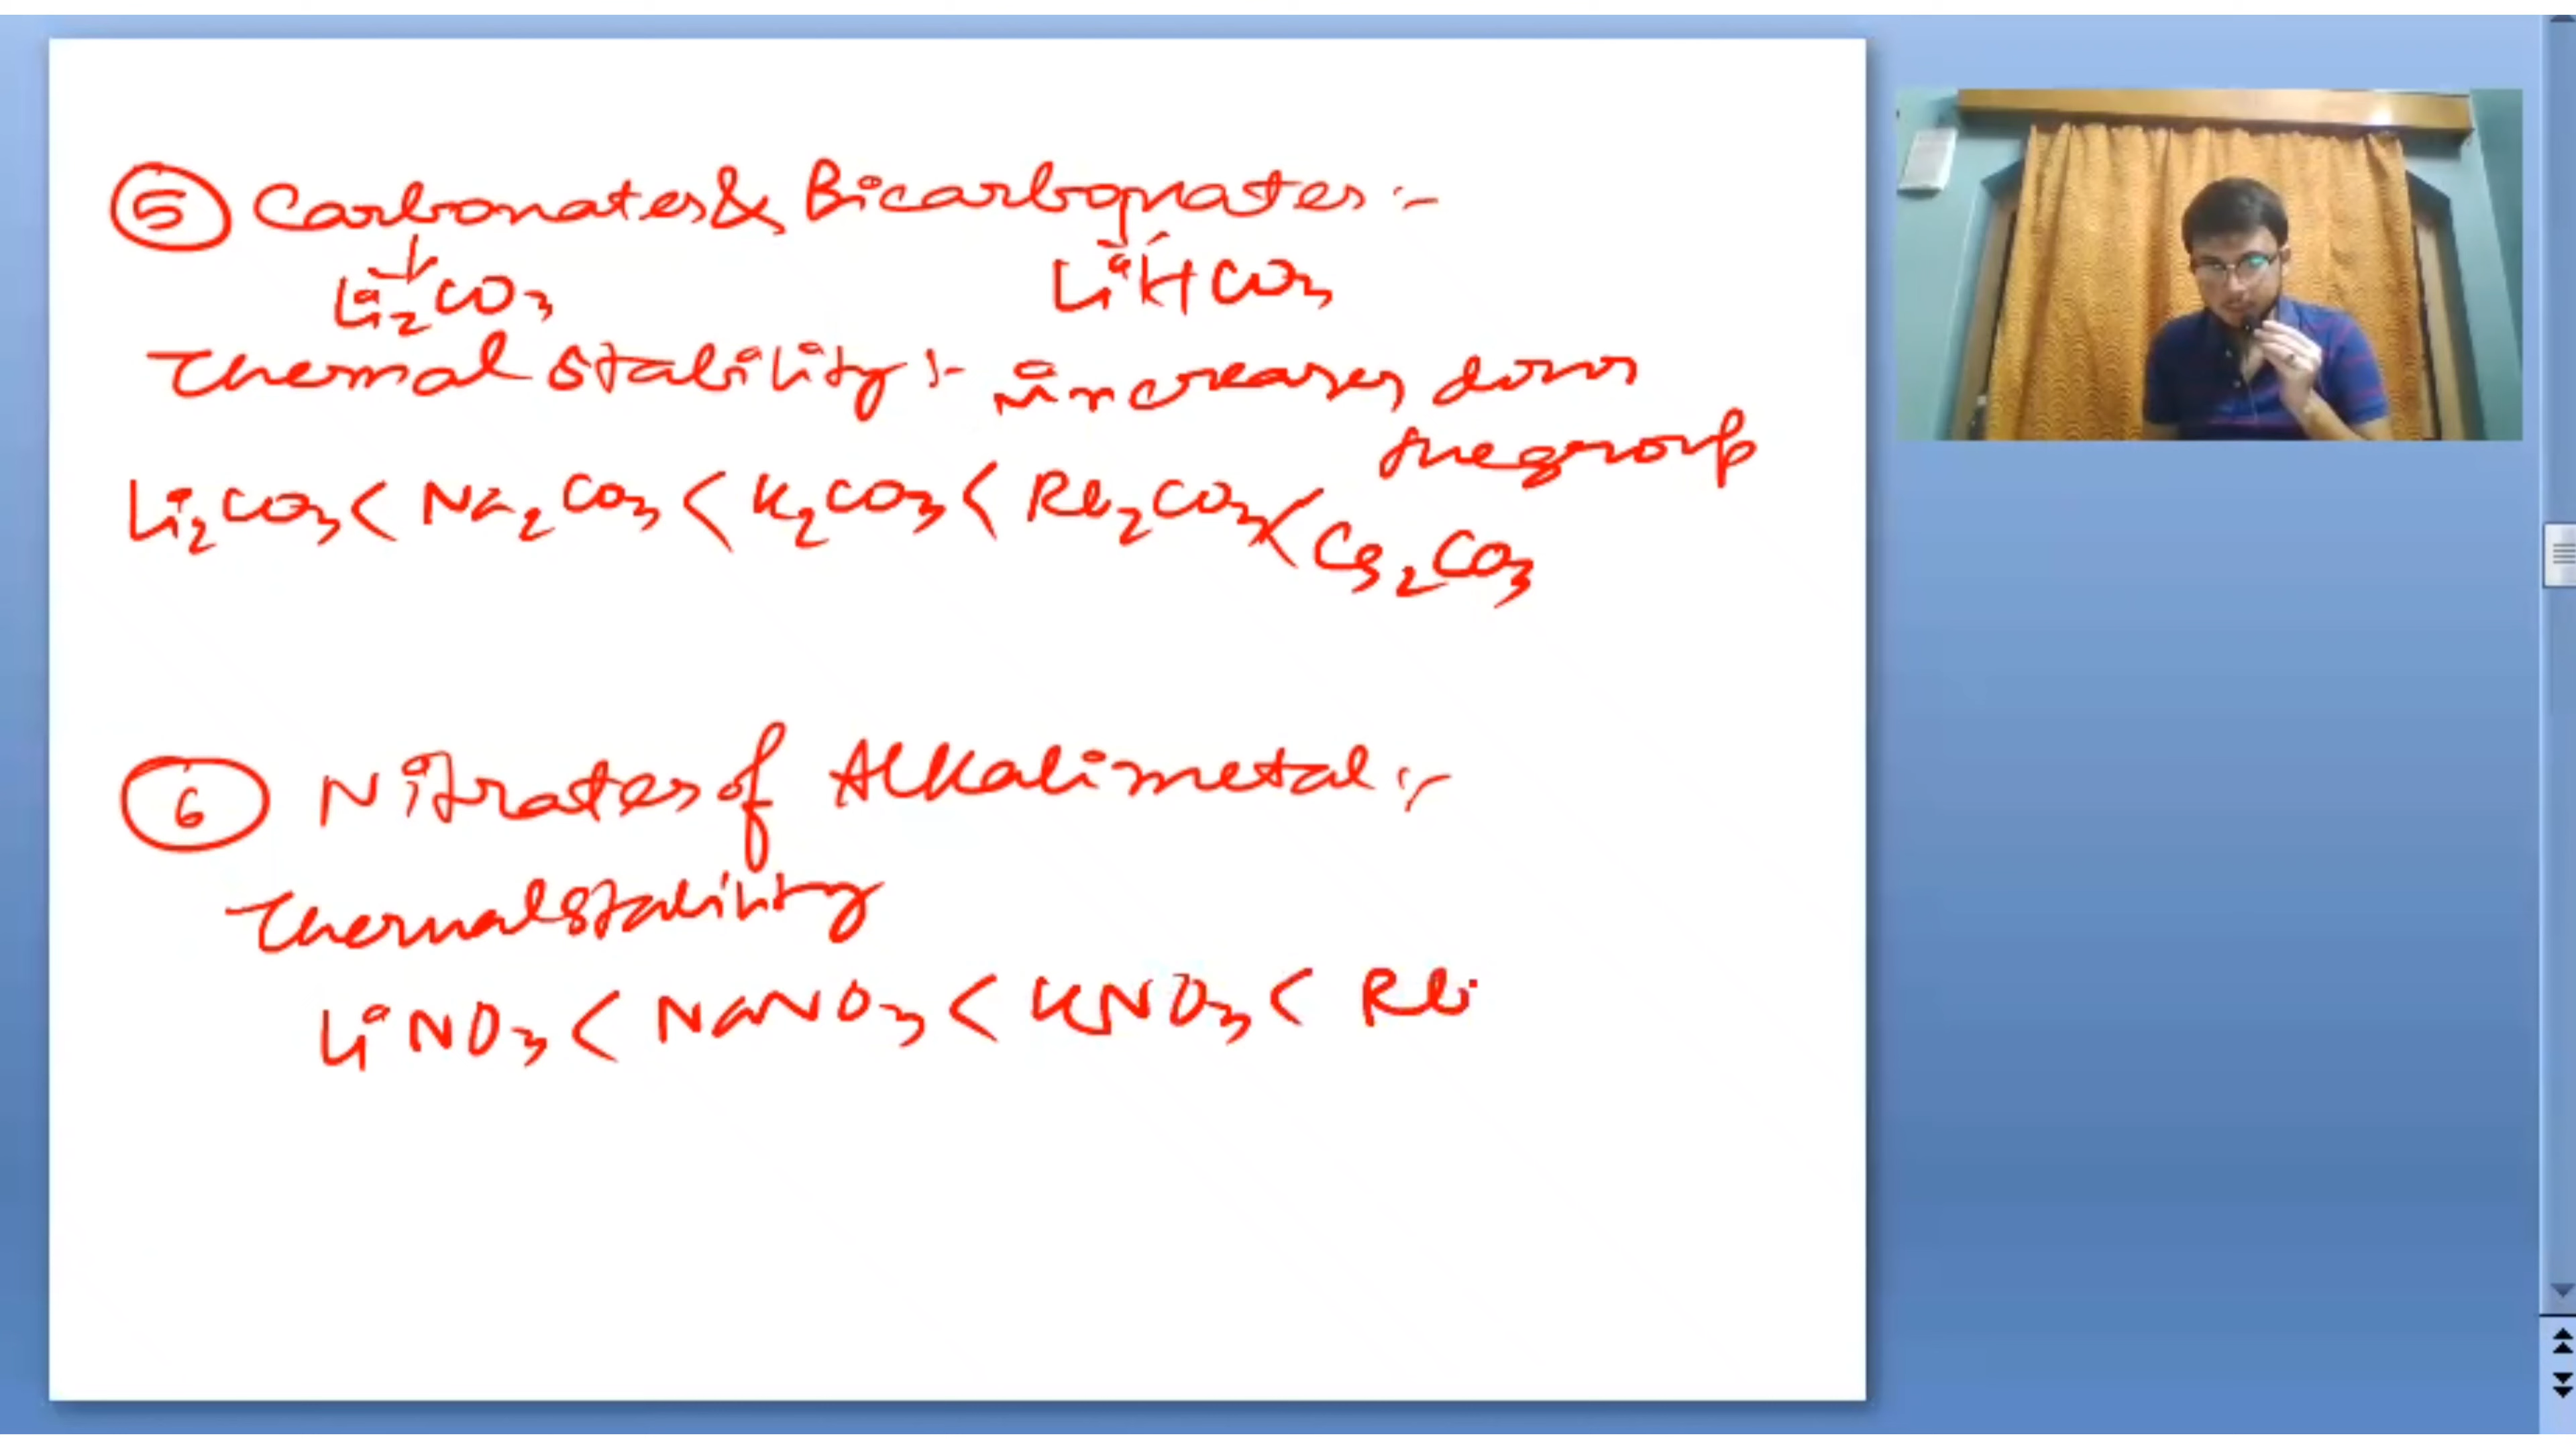 5 Carbonates & Bicarbonates :-
Li2CO3 LiHCO3
Thermal Stability :- increases down
the group
Li2CO3 < Na2CO3 < K2CO3 < Rb2CO3 < Cs2CO3
6 Nitrates of Alkali metal :-
Thermal stability
LiNO3 < NaNO3 < KNO3 < Rb